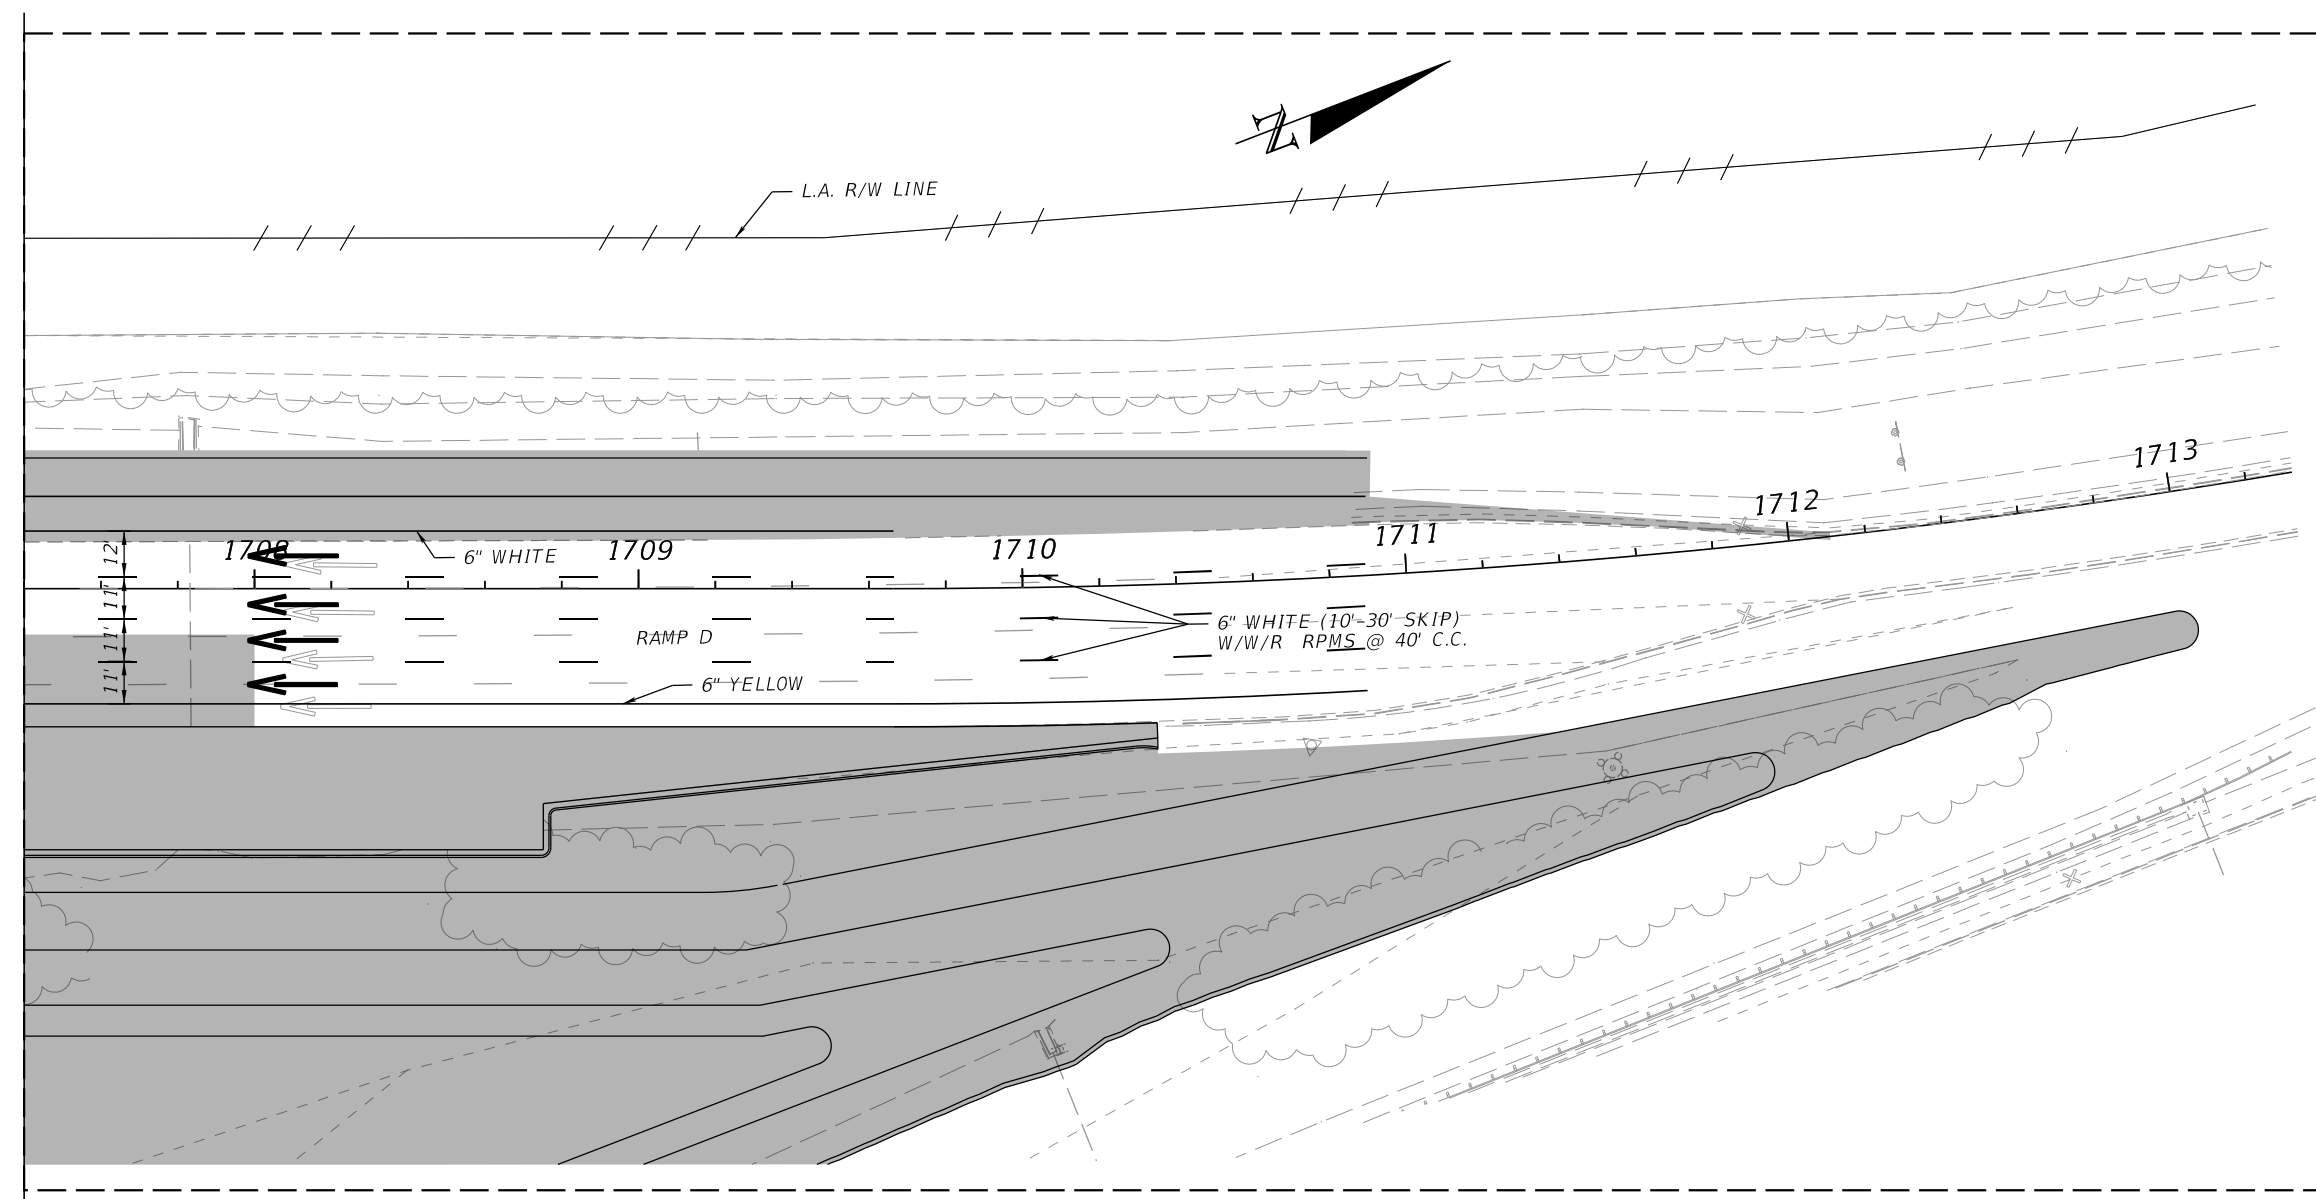 N
L.A. R/W LINE
1713
1712
1711
1708
1709
1710
6" WHITE
12'
11'
11'
11'
RAMP D
6" WHITE (10'-30' SKIP)
W/W/R RPMS @ 40' C.C.
6" YELLOW